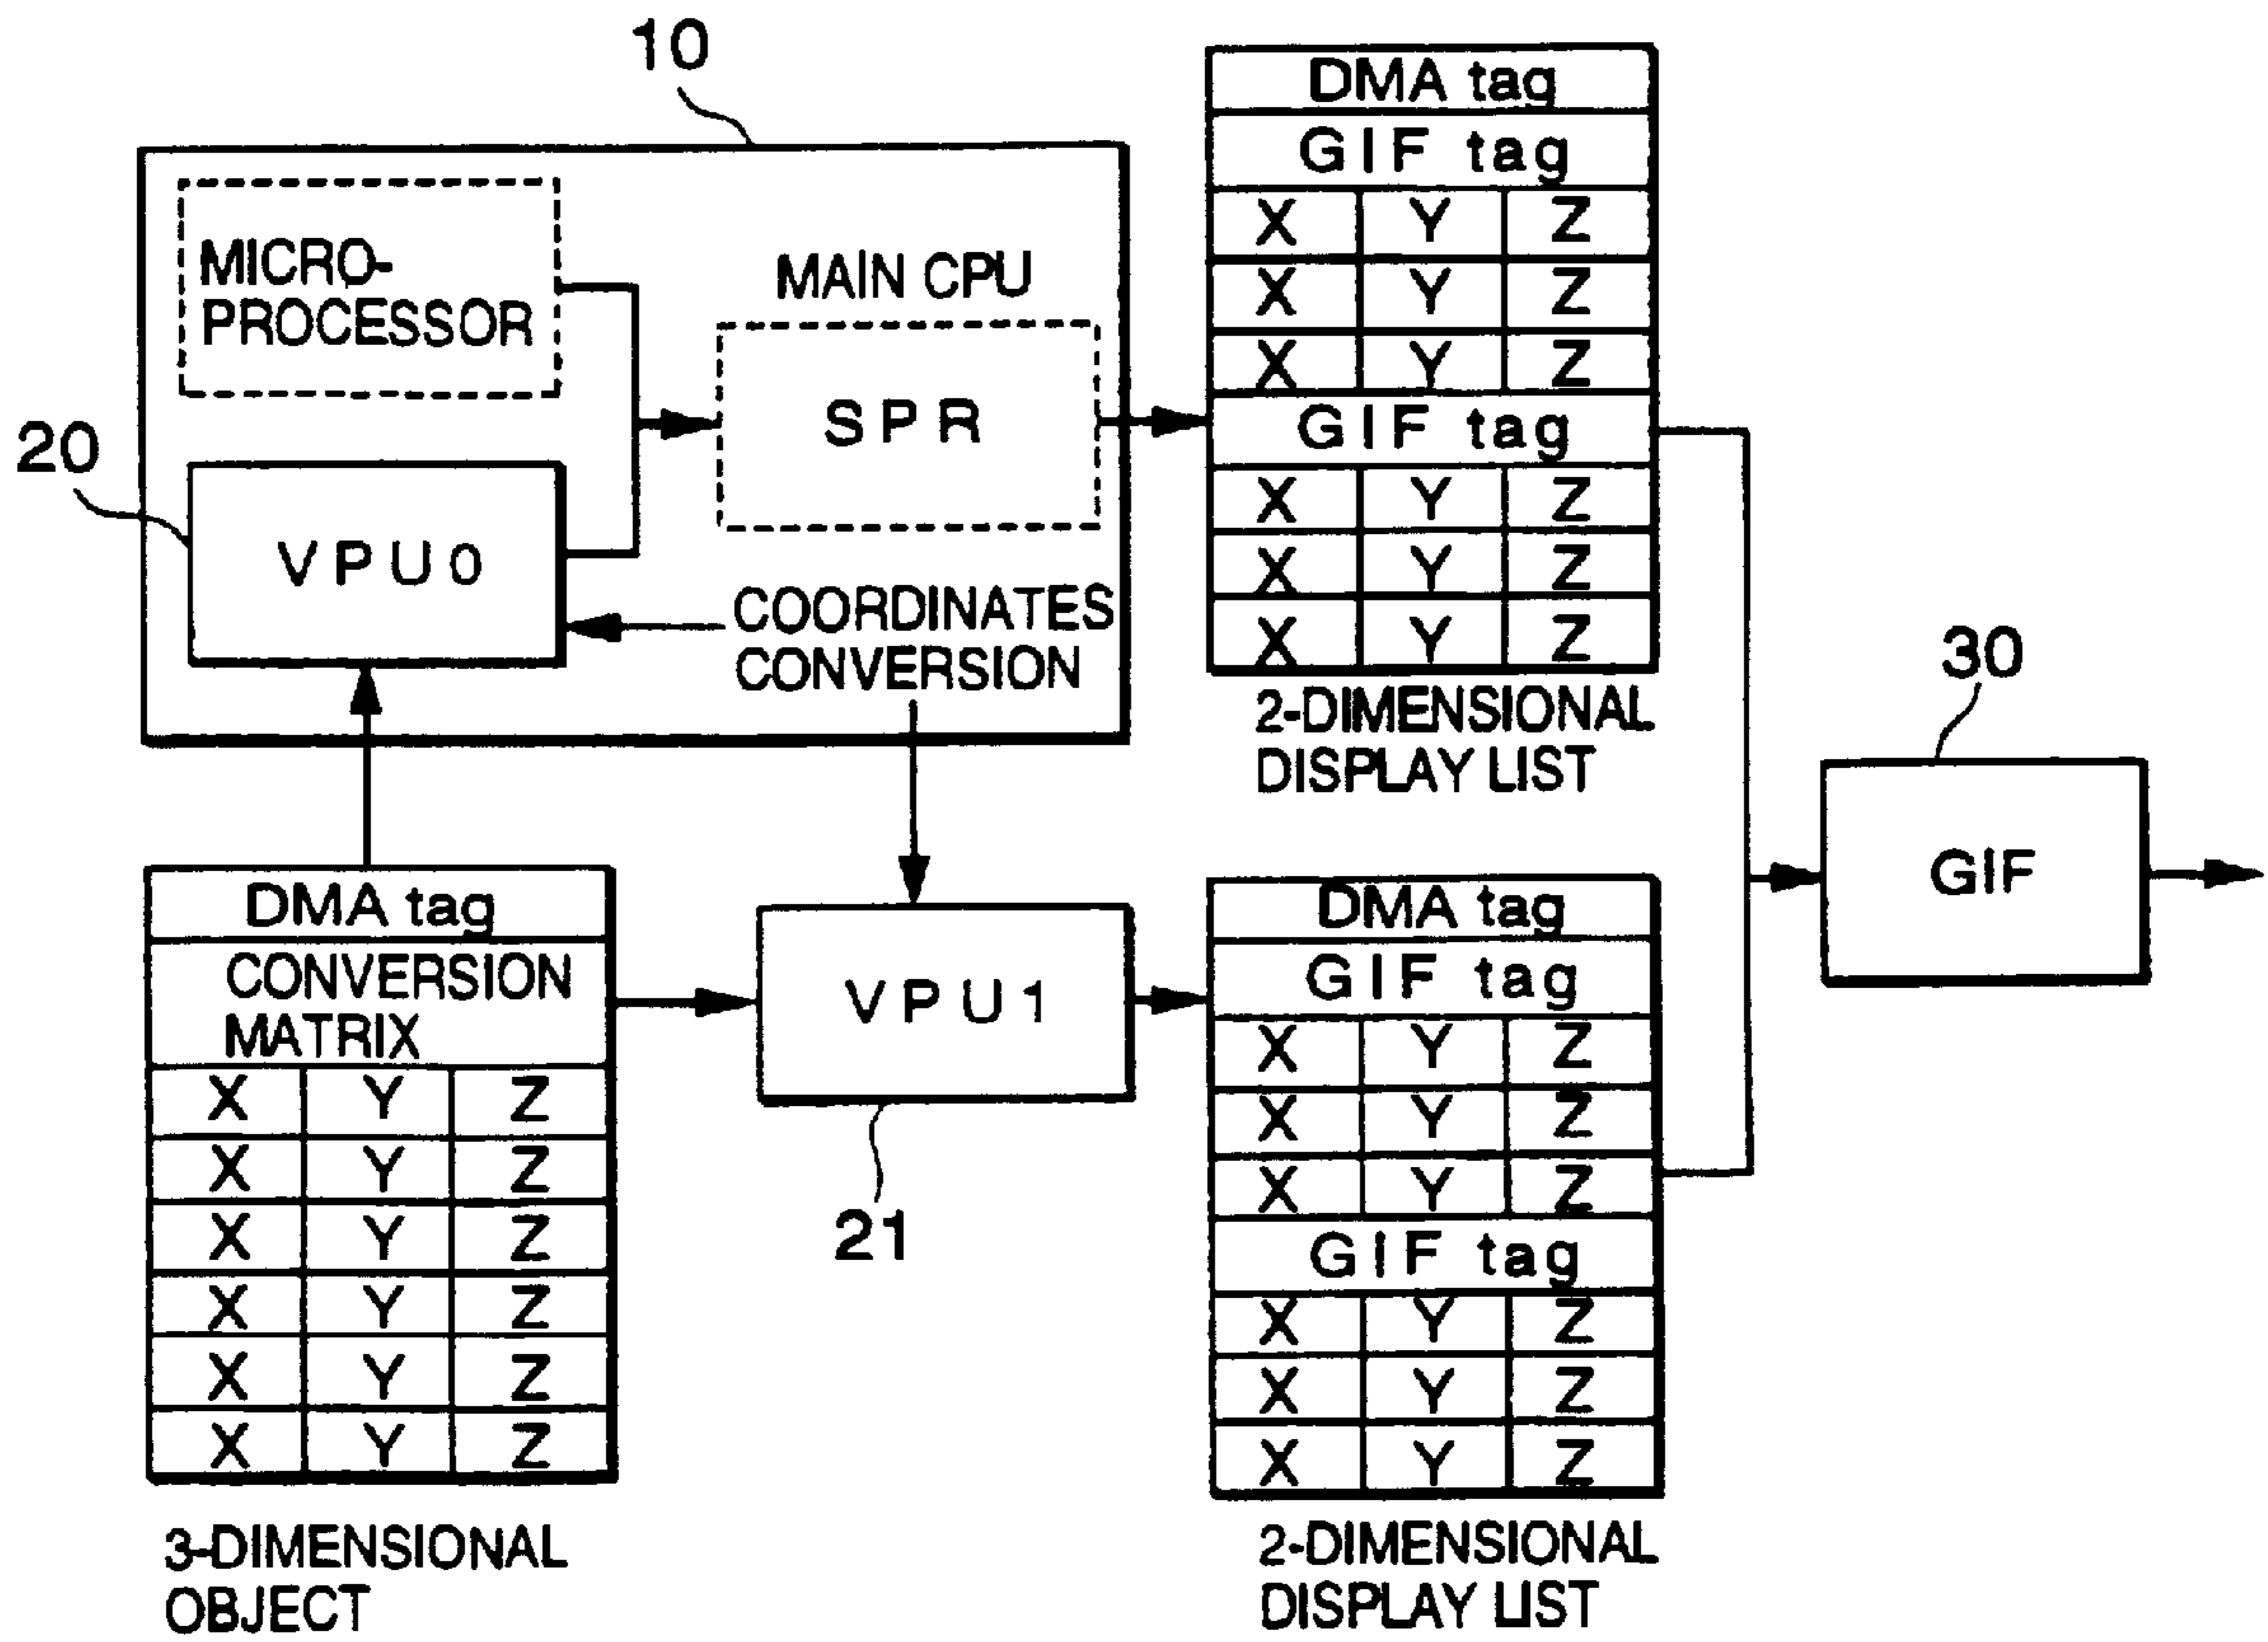 10
MICRO-
PROCESSOR
MAIN CPU
SPR
20
VPU0
COORDINATES
CONVERSION
DMA tag
GIF tag
X Y Z
X Y Z
X Y Z
GIF tag
X Y Z
X Y Z
X Y Z
2-DIMENSIONAL
DISPLAY LIST
30
GIF
DMA tag
CONVERSION
MATRIX
X Y Z
X Y Z
X Y Z
X Y Z
X Y Z
X Y Z
3-DIMENSIONAL
OBJECT
VPU1
21
DMA tag
GIF tag
X Y Z
X Y Z
X Y Z
GIF tag
X Y Z
X Y Z
X Y Z
2-DIMENSIONAL
DISPLAY LIST